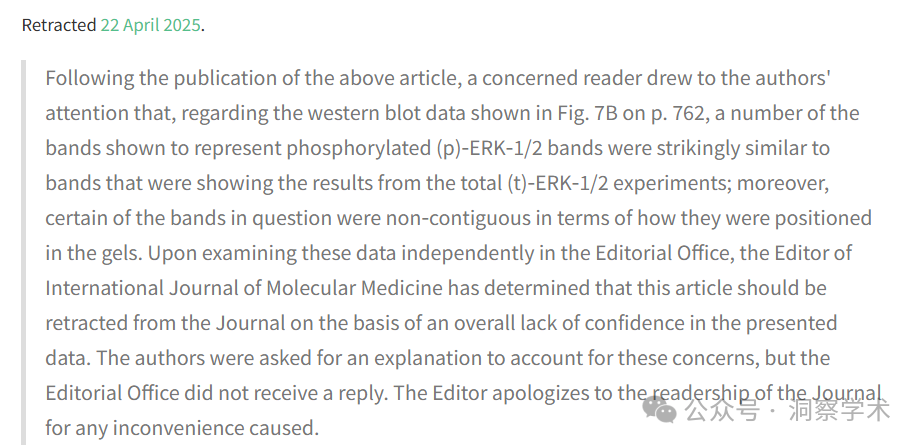 Retracted 22 April 2025.
Following the publication of the above article, a concerned reader drew to the authors'
attention that, regarding the western blot data shown in Fig. 7B on p. 762, a number of the
bands shown to represent phosphorylated (p)-ERK-1/2 bands were strikingly similar to
bands that were showing the results from the total (t)-ERK-1/2 experiments; moreover,
certain of the bands in question were non-contiguous in terms of how they were positioned
in the gels. Upon examining these data independently in the Editorial Office, the Editor of
International Journal of Molecular Medicine has determined that this article should be
retracted from the Journal on the basis of an overall lack of confidence in the presented
data. The authors were asked for an explanation to account for these concerns, but the
Editorial Office did not receive a reply. The Editor apologizes to the readership of the Journal
for any inconvenience caused.
公众号 · 洞察学术